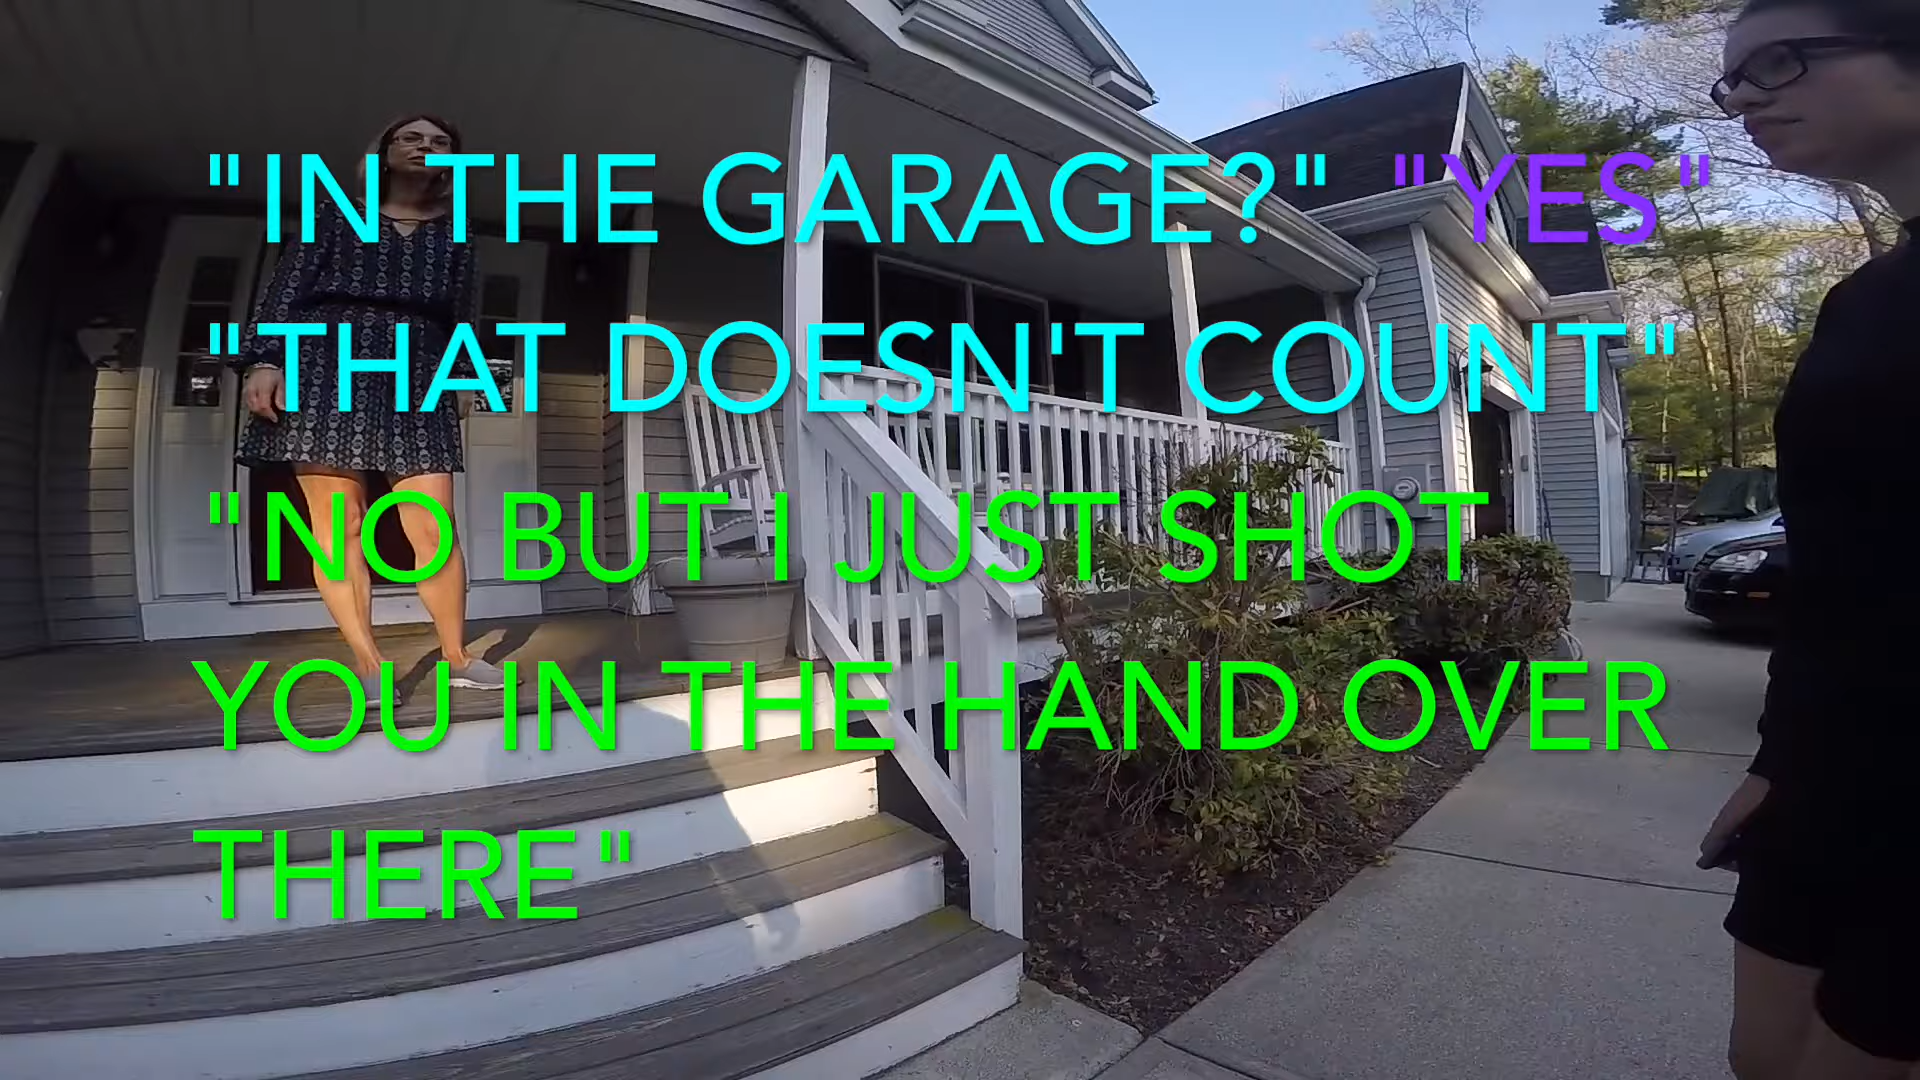 "IN THE GARAGE?" "YES"
"THAT DOESN'T COUNT"
"NO BUT I JUST SHOT
YOU IN THE HAND OVER
THERE"